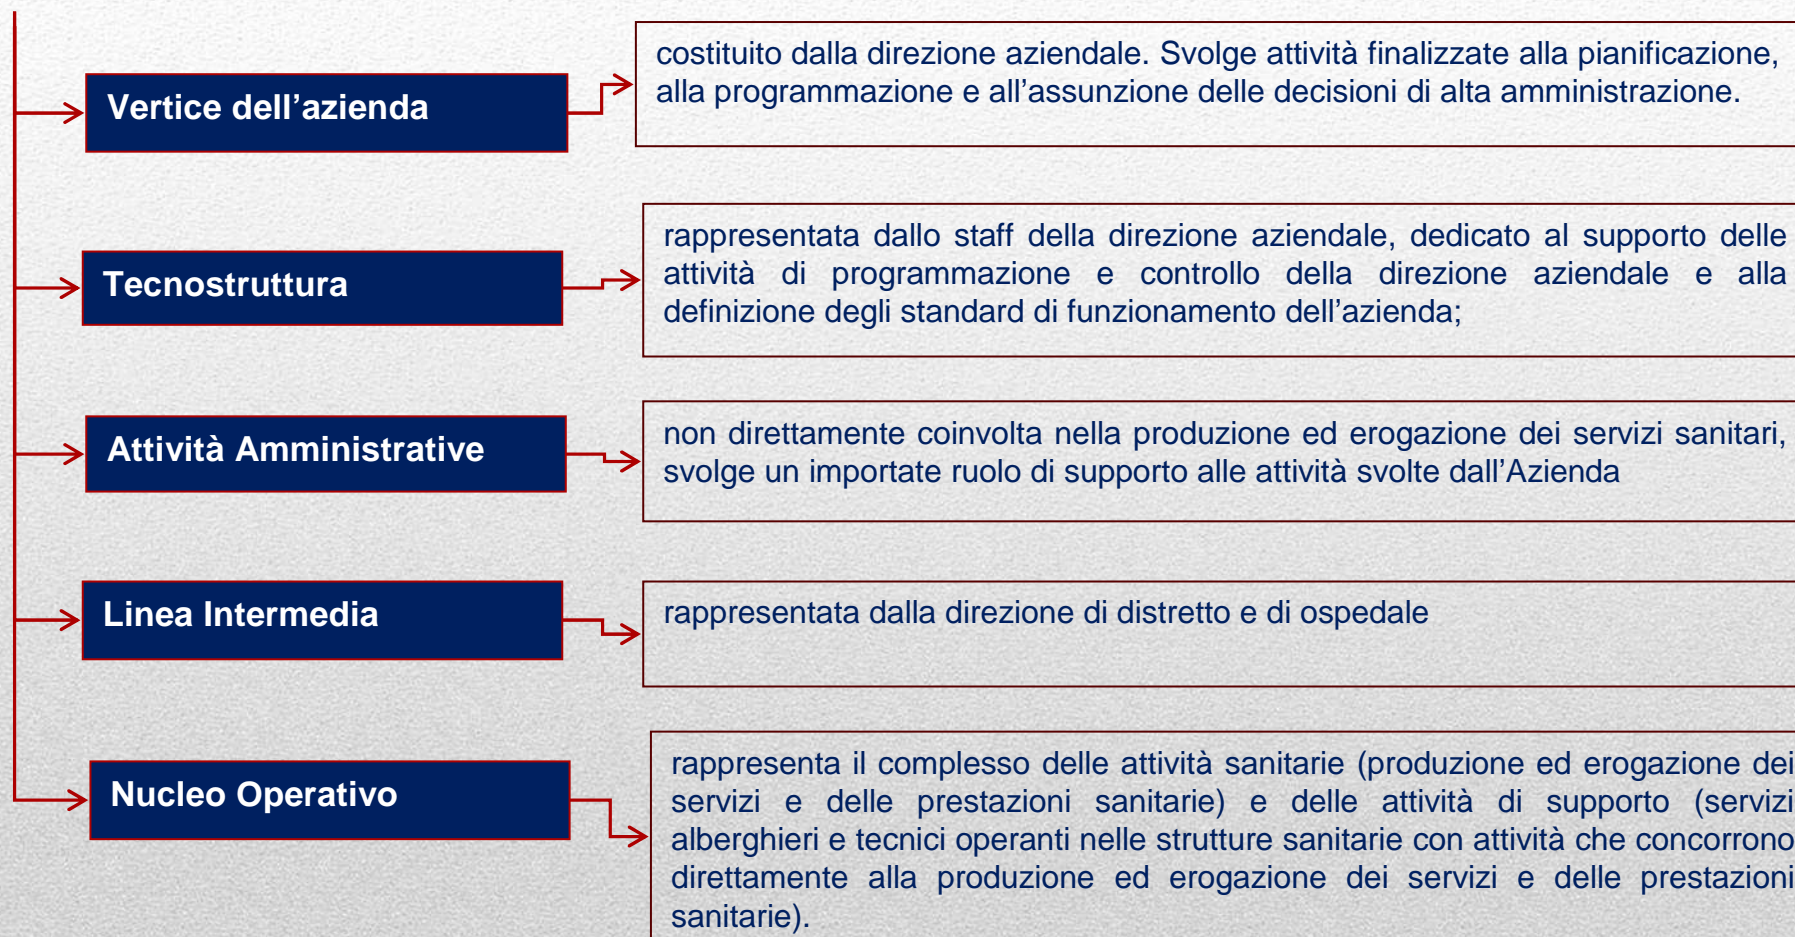 Vertice dell’azienda
costituito dalla direzione aziendale. Svolge attività finalizzate alla pianificazione,
alla programmazione e all’assunzione delle decisioni di alta amministrazione.
Tecnostruttura
rappresentata dallo staff della direzione aziendale, dedicato al supporto delle
attività di programmazione e controllo della direzione aziendale e alla
definizione degli standard di funzionamento dell’azienda;
Attività Amministrative
non direttamente coinvolta nella produzione ed erogazione dei servizi sanitari,
svolge un importate ruolo di supporto alle attività svolte dall’Azienda
Linea Intermedia
rappresentata dalla direzione di distretto e di ospedale
Nucleo Operativo
rappresenta il complesso delle attività sanitarie (produzione ed erogazione dei
servizi e delle prestazioni sanitarie) e delle attività di supporto (servizi
alberghieri e tecnici operanti nelle strutture sanitarie con attività che concorrono
direttamente alla produzione ed erogazione dei servizi e delle prestazioni
sanitarie).